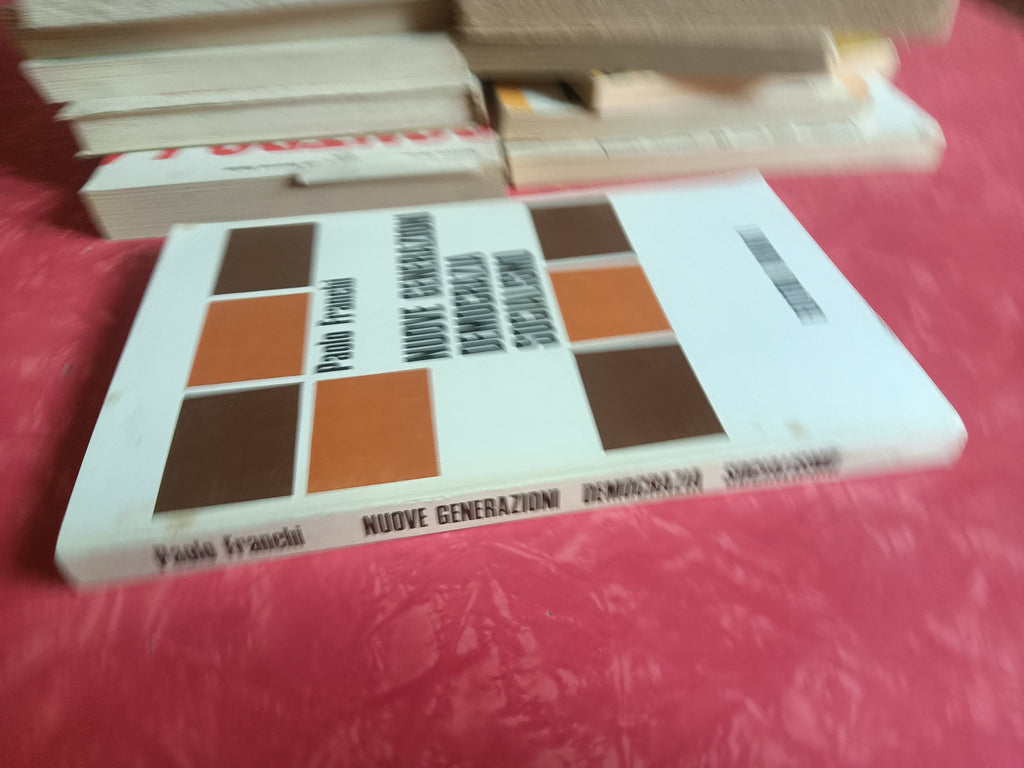 Paolo Franchi
NUOVE GENERAZIONI
DEMOCRAZIA
SOCIALISMO
Paolo Franchi NUOVE GENERAZIONI DEMOCRAZIA SOCIALISMO